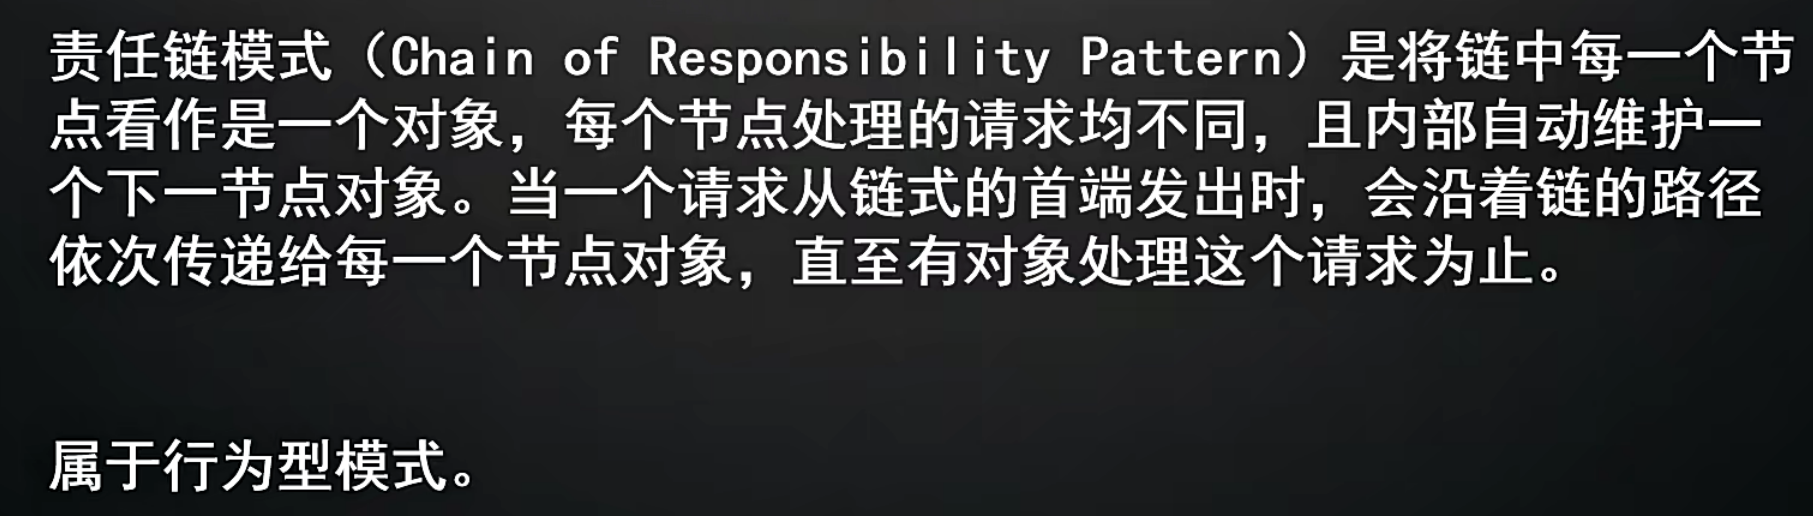 责任链模式（Chain of Responsibility Pattern）是将链中每一个节
点看作是一个对象，每个节点处理的请求均不同，且内部自动维护一
个下一节点对象。当一个请求从链式的首端发出时，会沿着链的路径
依次传递给每一个节点对象，直至有对象处理这个请求为止。
属于行为型模式。